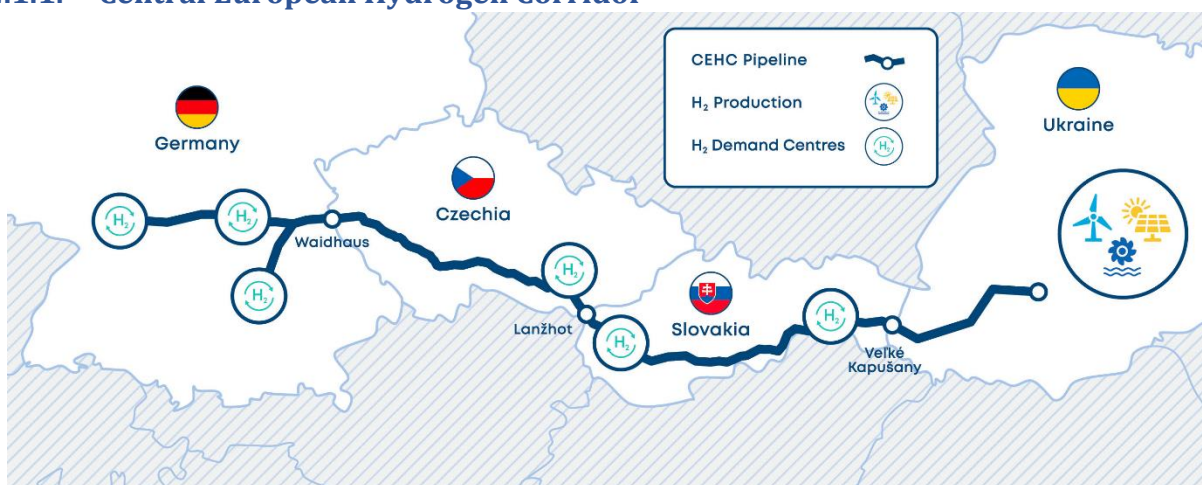 Central European Hydrogen Corridor
CEHC Pipeline
H₂ Production
H₂ Demand Centres
Germany
Czechia
Slovakia
Ukraine
Waidhaus
Lanžhot
Veľké
Kapušany
H₂
H₂
H₂
H₂
H₂
H₂
H₂